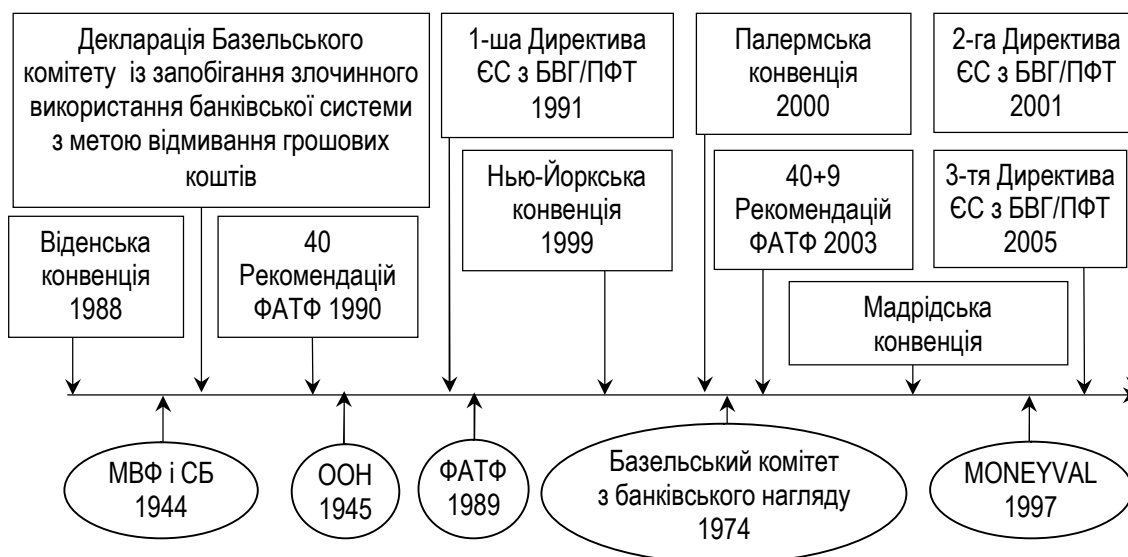 Декларація Базельського
комітету із запобігання злочинного
використання банківської системи
з метою відмивання грошових
коштів
1-ша Директива
ЄС з БВГ/ПФТ
1991
Палермська
конвенція
2000
2-га Директива
ЄС з БВГ/ПФТ
2001
Віденська
конвенція
1988
40
Рекомендацій
ФАТФ 1990
Нью-Йоркська
конвенція
1999
40+9
Рекомендацій
ФАТФ 2003
3-тя Директива
ЄС з БВГ/ПФТ
2005
Мадрідська
конвенція
МВФ і СБ
1944
ООН
1945
ФАТФ
1989
Базельський комітет
з банківського нагляду
1974
MONEYVAL
1997